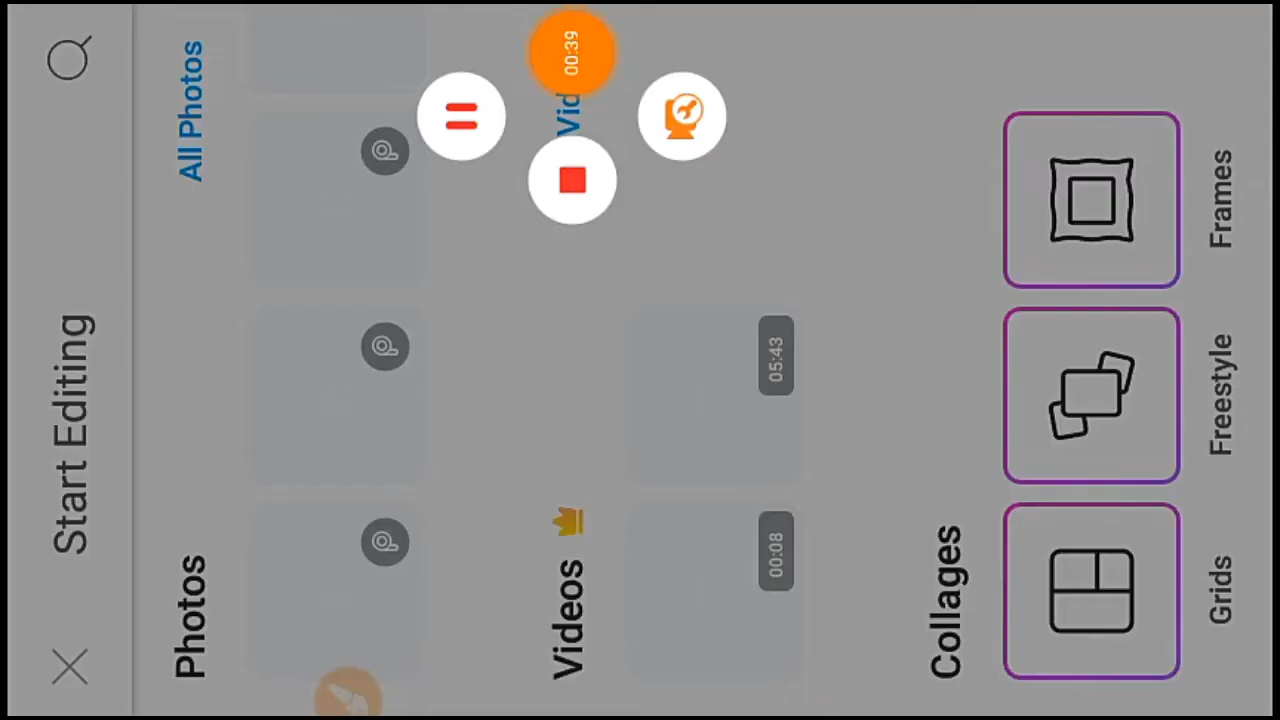 Start Editing
Photos
All Photos
Videos
Vid
00:39
00:08
05:43
Collages
Grids
Freestyle
Frames